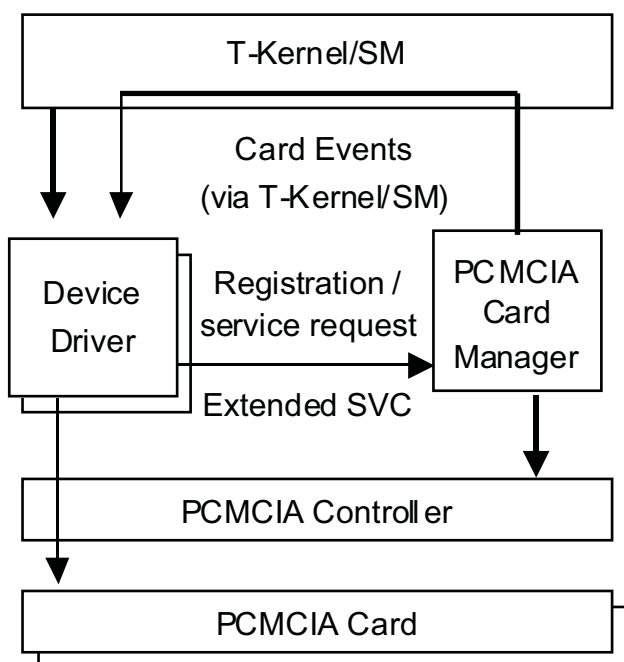 T-Kernel/SM
Card Events
(via T-Kernel/SM)
Device
Driver
Registration /
service request
Extended SVC
PCMCIA
Card
Manager
PCMCIA Controller
PCMCIA Card